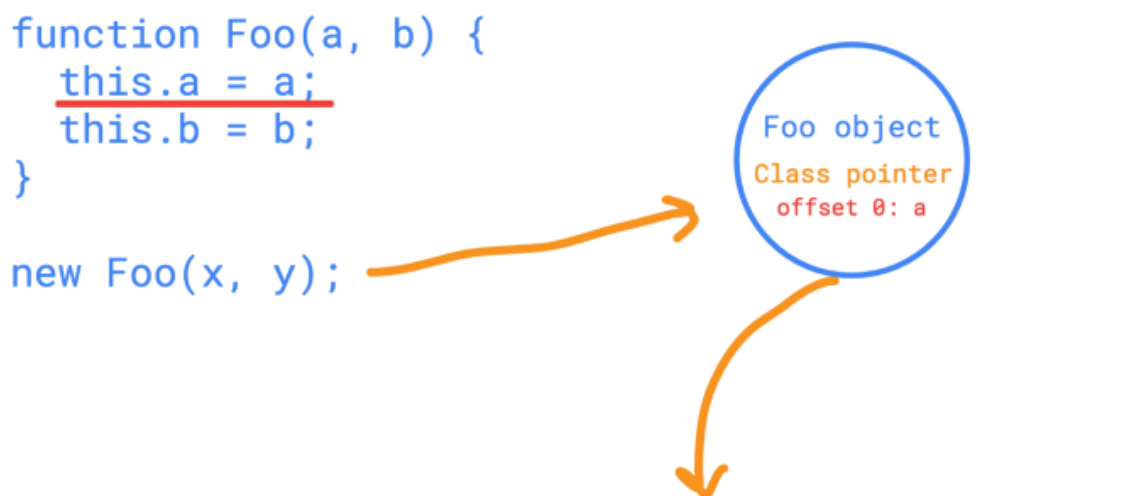 function Foo(a, b) {
this.a = a;
this.b = b;
}
new Foo(x, y);
Foo object
Class pointer
offset 0: a